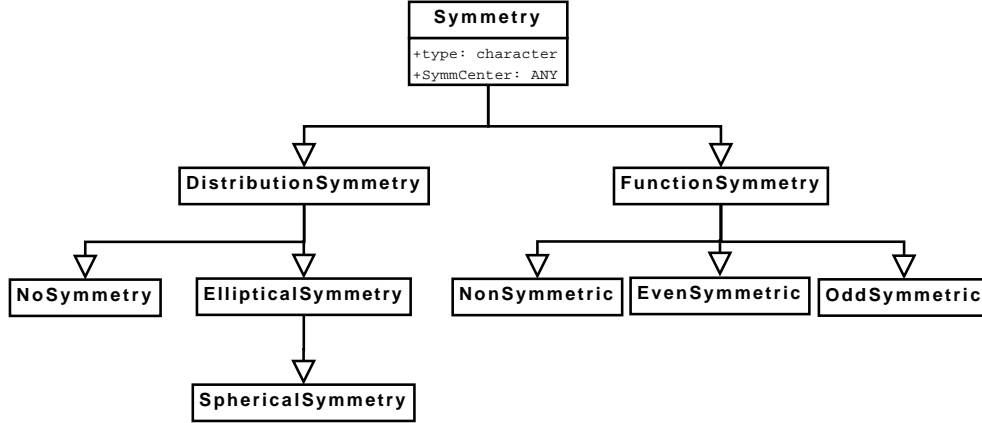 Symmetry
+type: character
+SymmCenter: ANY
DistributionSymmetry
FunctionSymmetry
NoSymmetry
EllipticalSymmetry
NonSymmetric
EvenSymmetric
OddSymmetric
SphericalSymmetry